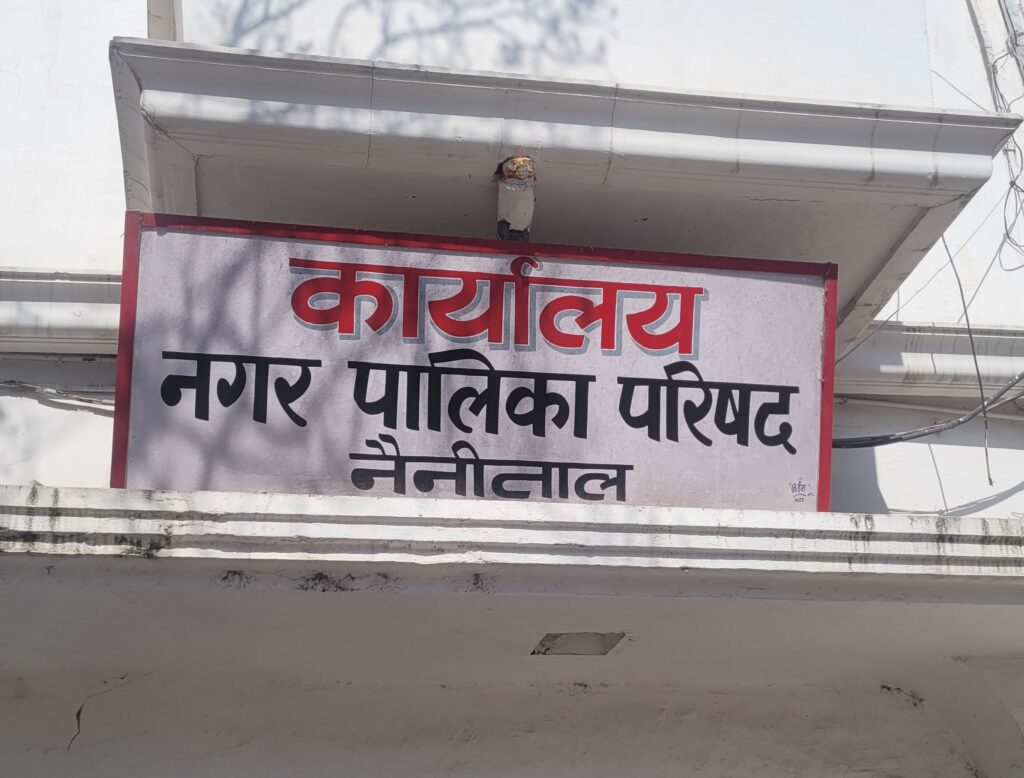 कार्यालय
नगर पालिका परिषद
नैनीताल